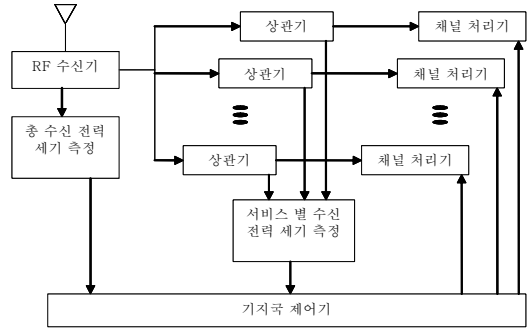 상관기
채널 처리기
RF 수신기
상관기
채널 처리기
총 수신 전력
세기 측정
상관기
채널 처리기
서비스 별 수신
전력 세기 측정
기지국 제어기